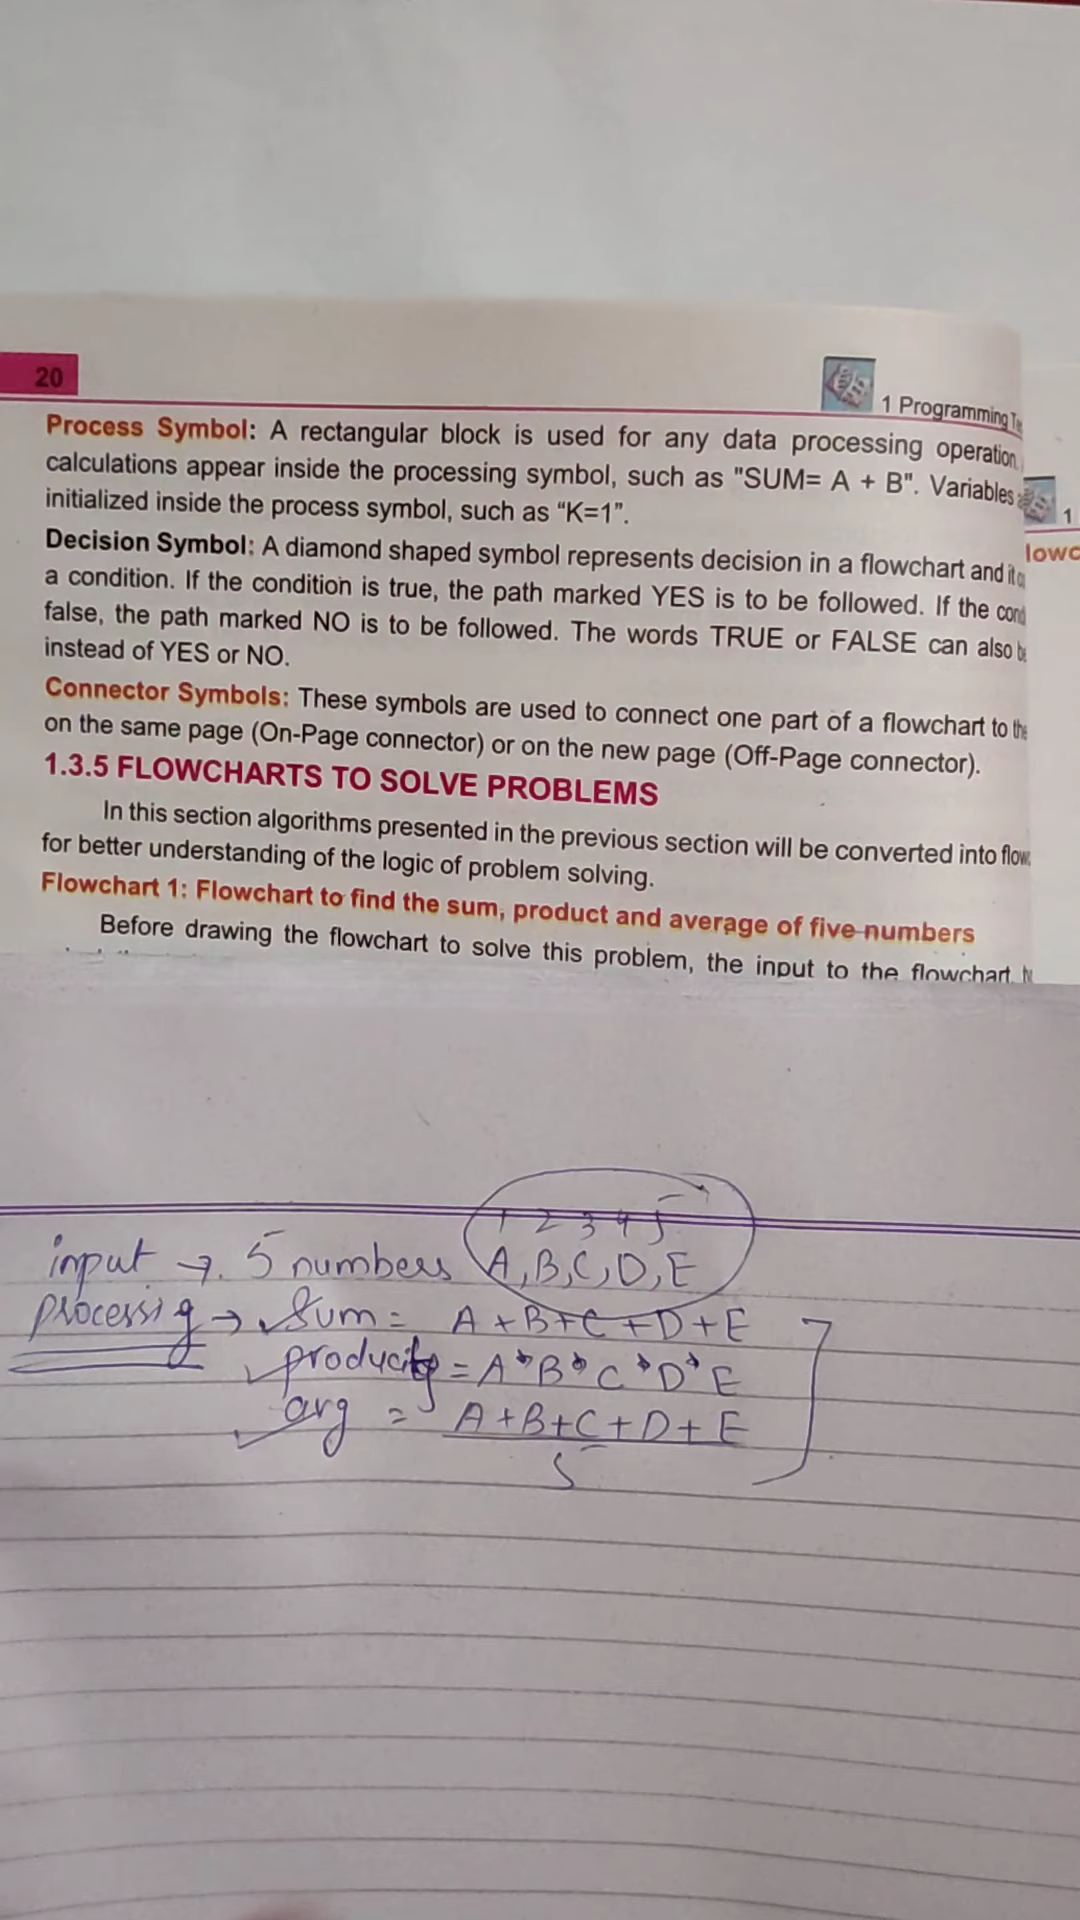 20
1 Programming
Process Symbol: A rectangular block is used for any data processing operation.
calculations appear inside the processing symbol, such as "SUM= A + B". Variables
initialized inside the process symbol, such as “K=1”.
1
Decision Symbol: A diamond shaped symbol represents decision in a flowchart and it
lowc
a condition. If the condition is true, the path marked YES is to be followed. If the cond
false, the path marked NO is to be followed. The words TRUE or FALSE can also
instead of YES or NO.
Connector Symbols: These symbols are used to connect one part of a flowchart to the
on the same page (On-Page connector) or on the new page (Off-Page connector).
1.3.5 FLOWCHARTS TO SOLVE PROBLEMS
In this section algorithms presented in the previous section will be converted into flow
for better understanding of the logic of problem solving.
Flowchart 1: Flowchart to find the sum, product and average of five numbers
Before drawing the flowchart to solve this problem, the input to the flowchart,
1 2 3 4 5
input → 5 numbers A, B, C, D, E
processig → Sum = A + B + C + D + E
= A * B * C * D * E
avg = A + B + C + D + E
5